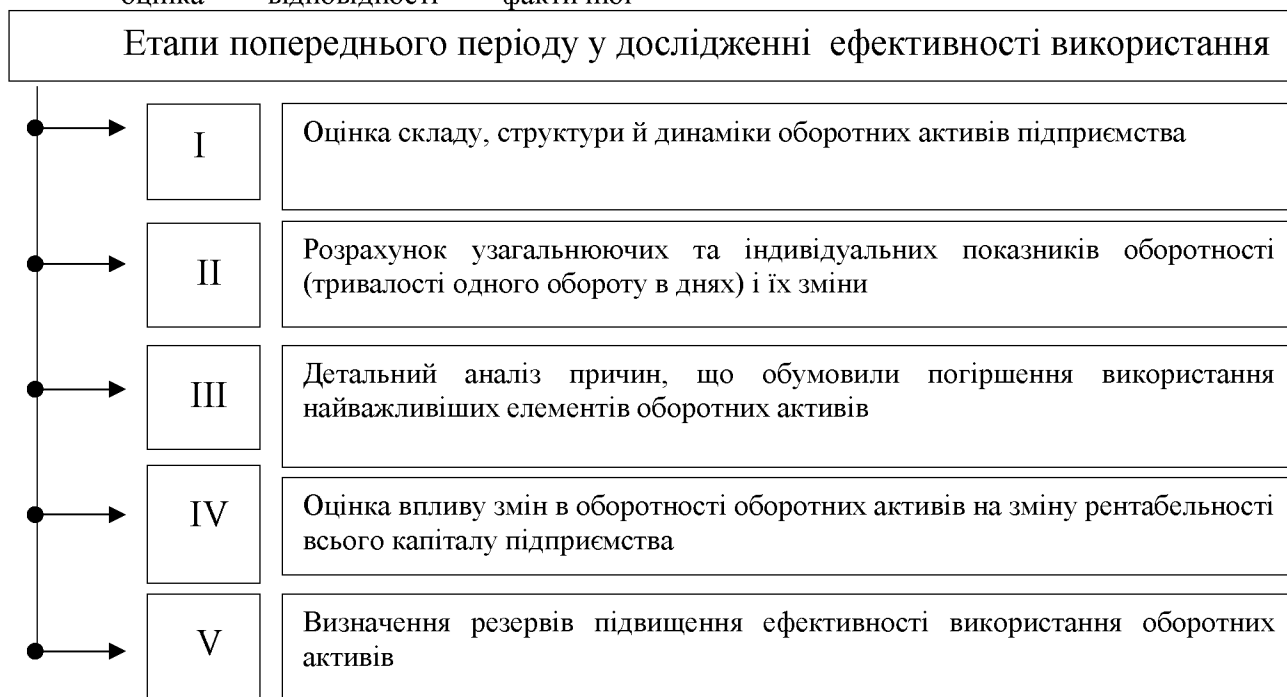 оцінка відповідності фактичної
Етапи попереднього періоду у дослідженні ефективності використання
I
Оцінка складу, структури й динаміки оборотних активів підприємства
II
Розрахунок узагальнюючих та індивідуальних показників оборотності
(тривалості одного обороту в днях) і їх зміни
III
Детальний аналіз причин, що обумовили погіршення використання
найважливіших елементів оборотних активів
IV
Оцінка впливу змін в оборотності оборотних активів на зміну рентабельності
всього капіталу підприємства
V
Визначення резервів підвищення ефективності використання оборотних
активів